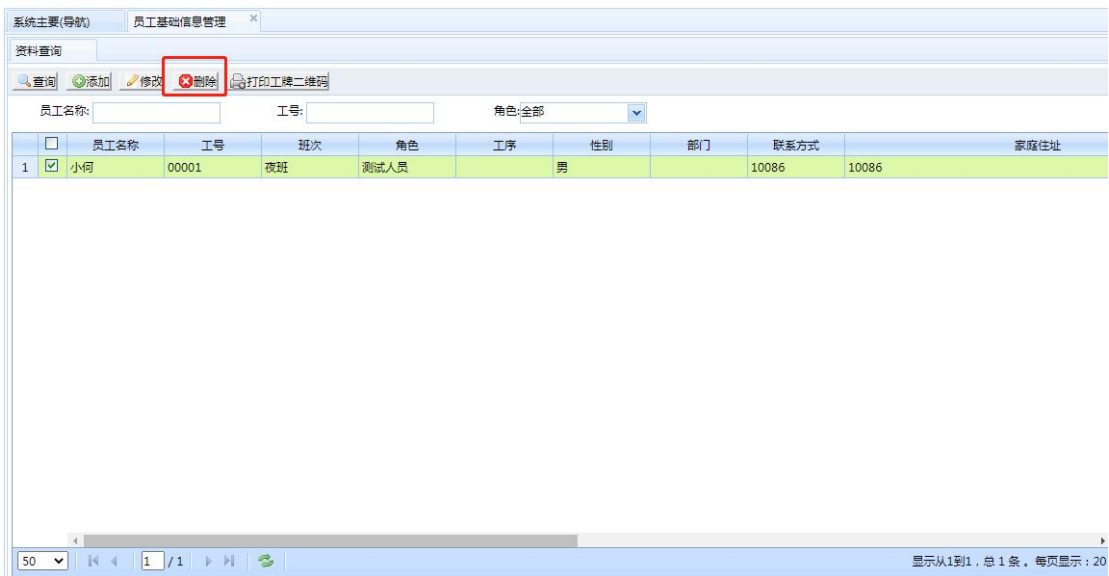 系统主要(导航) 员工基础信息管理
资料查询
查询 添加 修改 删除 打印工牌二维码
员工名称: 工号: 角色:全部
员工名称 工号 班次 角色 工序 性别 部门 联系方式 家庭住址
1 小何 00001 夜班 测试人员 男 10086 10086
50 1 / 1 显示从1到1，总 1 条 。每页显示：20